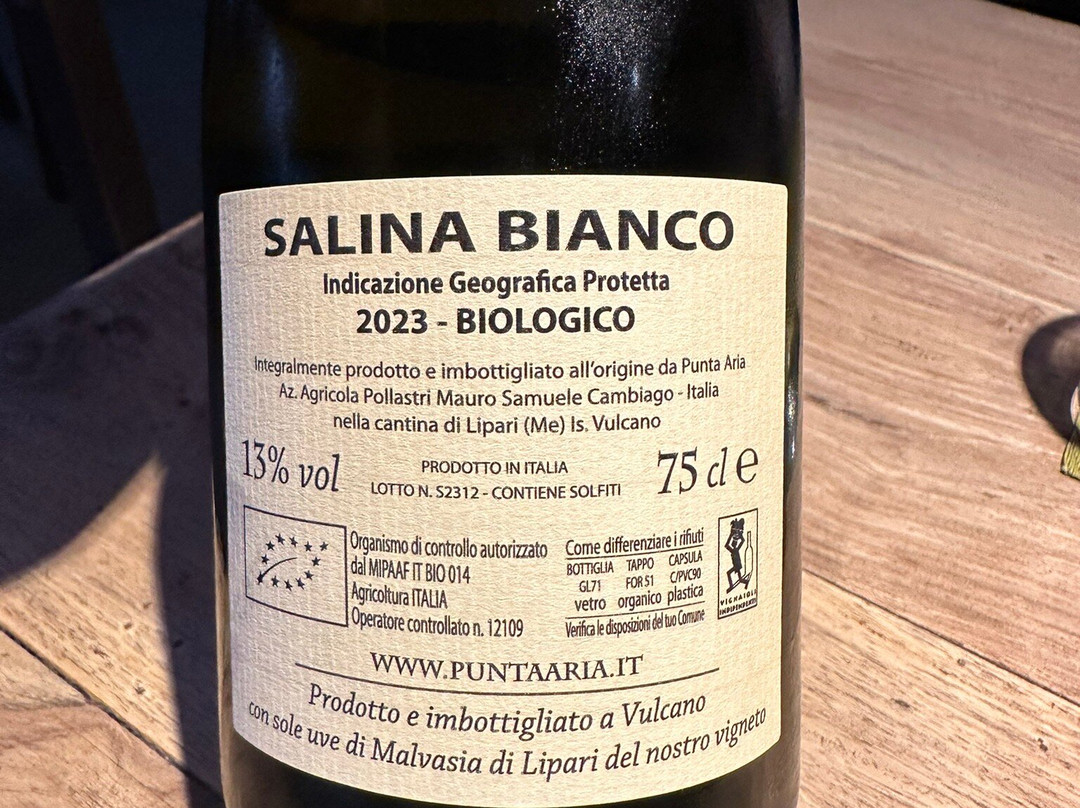 SALINA BIANCO
Indicazione Geografica Protetta
2023 - BIOLOGICO
Integralmente prodotto e imbottigliato all'origine da Punta Aria
Az. Agricola Pollastri Mauro Samuele Cambiago - Italia
nella cantina di Lipari (Me) Is. Vulcano
13% vol
PRODOTTO IN ITALIA
LOTTO N. S2312 - CONTIENE SOLFITI
75 cl e
Organismo di controllo autorizzato
dal MIPAAF IT BIO 014
Agricoltura ITALIA
Operatore controllato n. 12109
Come differenziare i rifiuti
BOTTIGLIA TAPPO CAPSULA
GL71 FOR 51 C/PVC90
vetro organico plastica
Verifica le disposizioni del tuo Comune
VIGNAIOLI
INDIPENDENTI
WWW.PUNTAARIA.IT
Prodotto e imbottigliato a Vulcano
con sole uve di Malvasia di Lipari del nostro vigneto